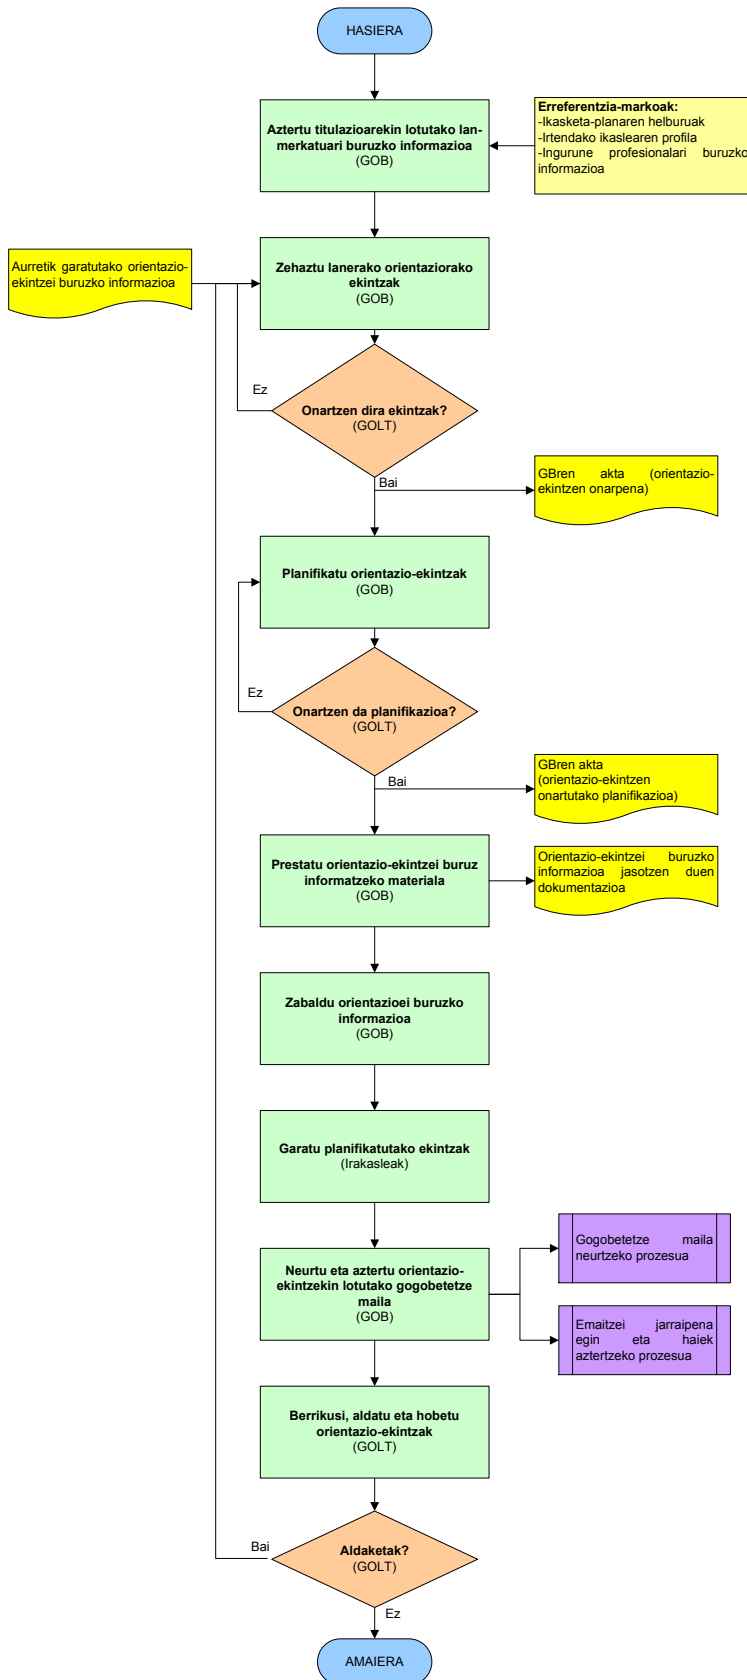 HASIERA
Aztertu titulazioarekin lotutako lan-
merkatuari buruzko informazioa
(GOB)
Erreferentzia-markoak:
-Ikasketa-planaren helburuak
-Irtendako ikaslearen profila
-Ingurune profesionalari buruzko
informazioa
Aurretik garatutako orientazio-
ekintzei buruzko informazioa
Zehaztu lanerako orientaziorako
ekintzak
(GOB)
Ez
Onartzen dira ekintzak?
(GOLT)
Bai
GBren akta (orientazio-
ekintzen onarpena)
Planifikatu orientazio-ekintzak
(GOB)
Ez
Onartzen da planifikazioa?
(GOLT)
Bai
GBren akta
(orientazio-ekintzen
onartutako planifikazioa)
Prestatu orientazio-ekintzei buruz
informatzeko materiala
(GOB)
Orientazio-ekintzei buruzko
informazioa jasotzen duen
dokumentazioa
Zabaldu orientazioei buruzko
informazioa
(GOB)
Garatu planifikatutako ekintzak
(Irakasleak)
Neurtu eta aztertu orientazio-
ekintzekin lotutako gogobetetze
maila
(GOB)
Gogobetetze maila
neurtzeko prozesua
Emaitzei jarraipena
egin eta haiek
aztertzeko prozesua
Berrikusi, aldatu eta hobetu
orientazio-ekintzak
(GOLT)
Bai
Aldaketak?
(GOLT)
Ez
AMAIERA